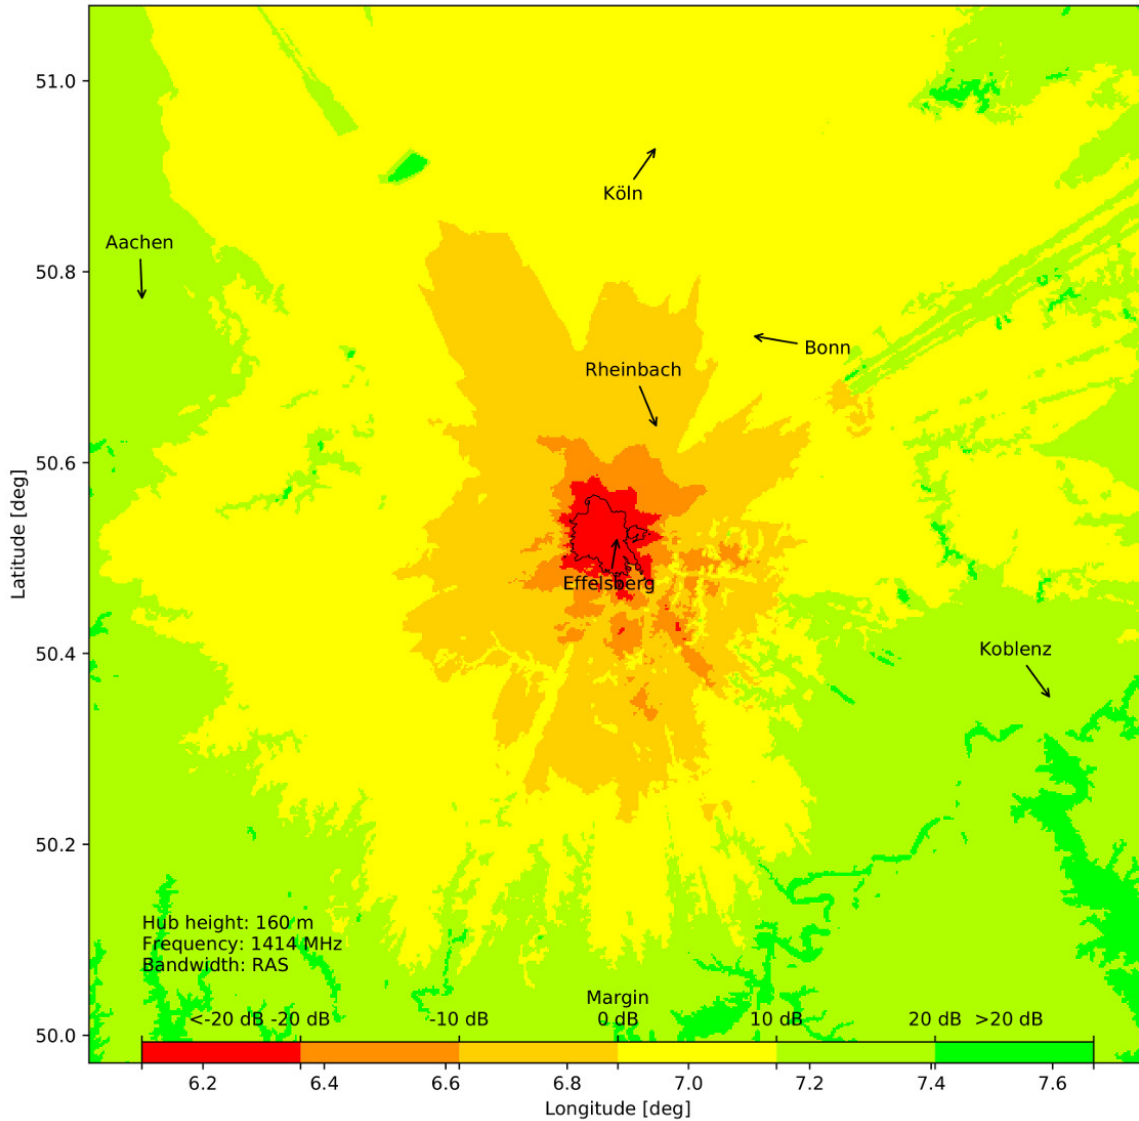 51.0
50.8
50.6
50.4
50.2
50.0
Latitude [deg]
Köln
Aachen
Bonn
Rheinbach
Effelsberg
Koblenz
Hub height: 160 m
Frequency: 1414 MHz
Bandwidth: RAS
Margin
<-20 dB -20 dB -10 dB 0 dB 10 dB 20 dB >20 dB
6.2 6.4 6.6 6.8 7.0 7.2 7.4 7.6
Longitude [deg]